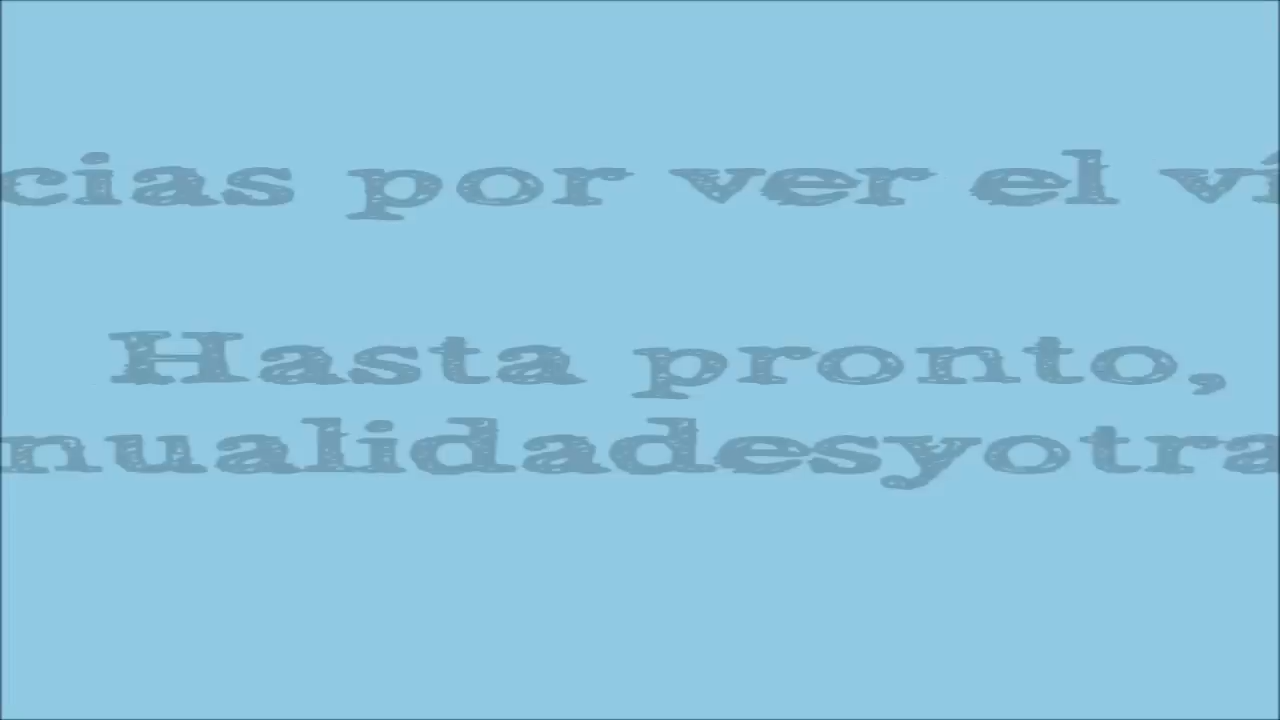 cias por ver el ví
Hasta pronto,
nualidadesyotra